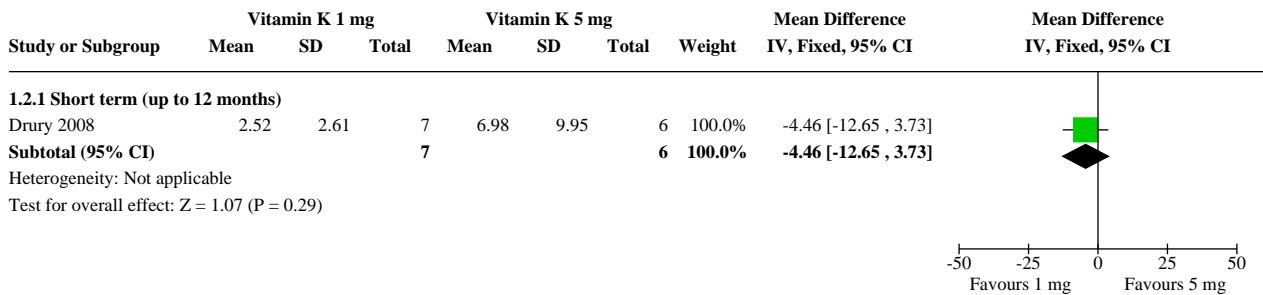 Vitamin K 1 mg Vitamin K 5 mg Mean Difference Mean Difference
Study or Subgroup Mean SD Total Mean SD Total Weight IV, Fixed, 95% CI IV, Fixed, 95% CI
1.2.1 Short term (up to 12 months)
Drury 2008 2.52 2.61 7 6.98 9.95 6 100.0% -4.46 [-12.65 , 3.73]
Subtotal (95% CI) 7 6 100.0% -4.46 [-12.65 , 3.73]
Heterogeneity: Not applicable
Test for overall effect: Z = 1.07 (P = 0.29)
-50 -25 0 25 50
Favours 1 mg Favours 5 mg